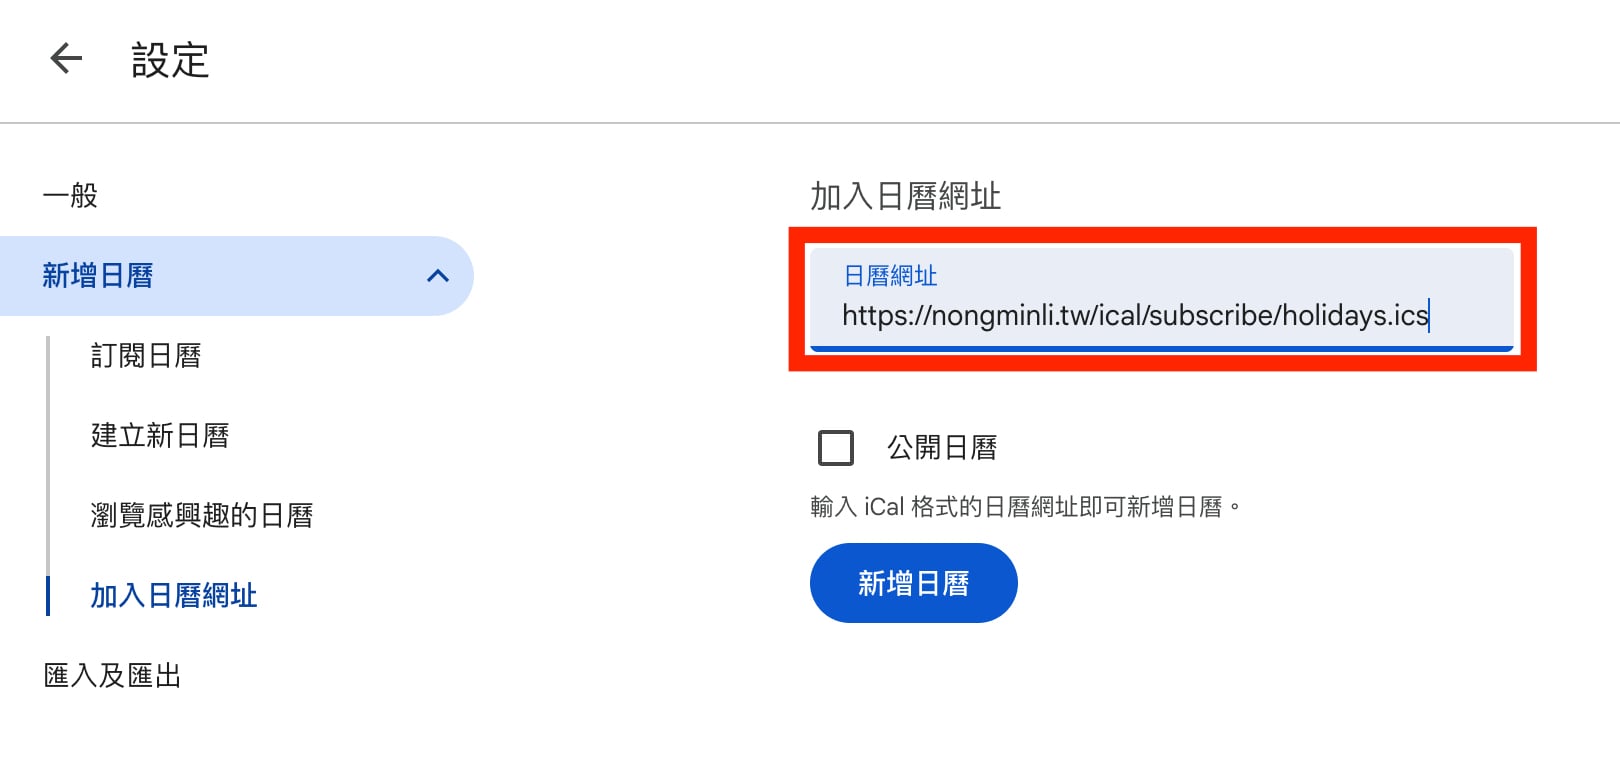 設定
一般
新增日曆
訂閱日曆
建立新日曆
瀏覽感興趣的日曆
加入日曆網址
匯入及匯出
加入日曆網址
日曆網址
https://nongminli.tw/ical/subscribe/holidays.ics
公開日曆
輸入 iCal 格式的日曆網址即可新增日曆。
新增日曆